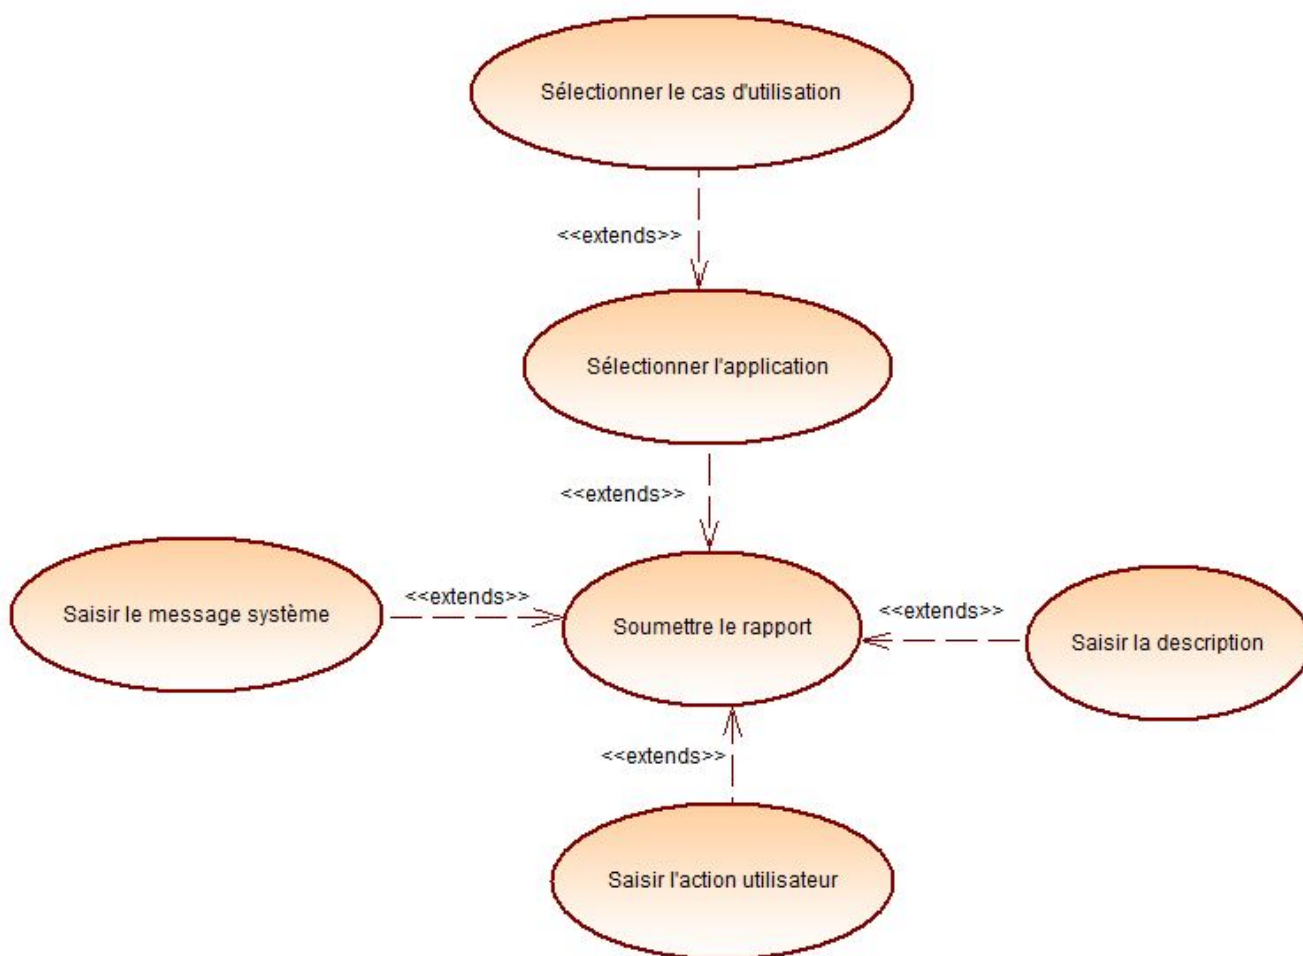 Sélectionner le cas d'utilisation
<<extends>>
Sélectionner l'application
<<extends>>
Saisir le message système
<<extends>>
Soumettre le rapport
<<extends>>
Saisir la description
<<extends>>
Saisir l'action utilisateur